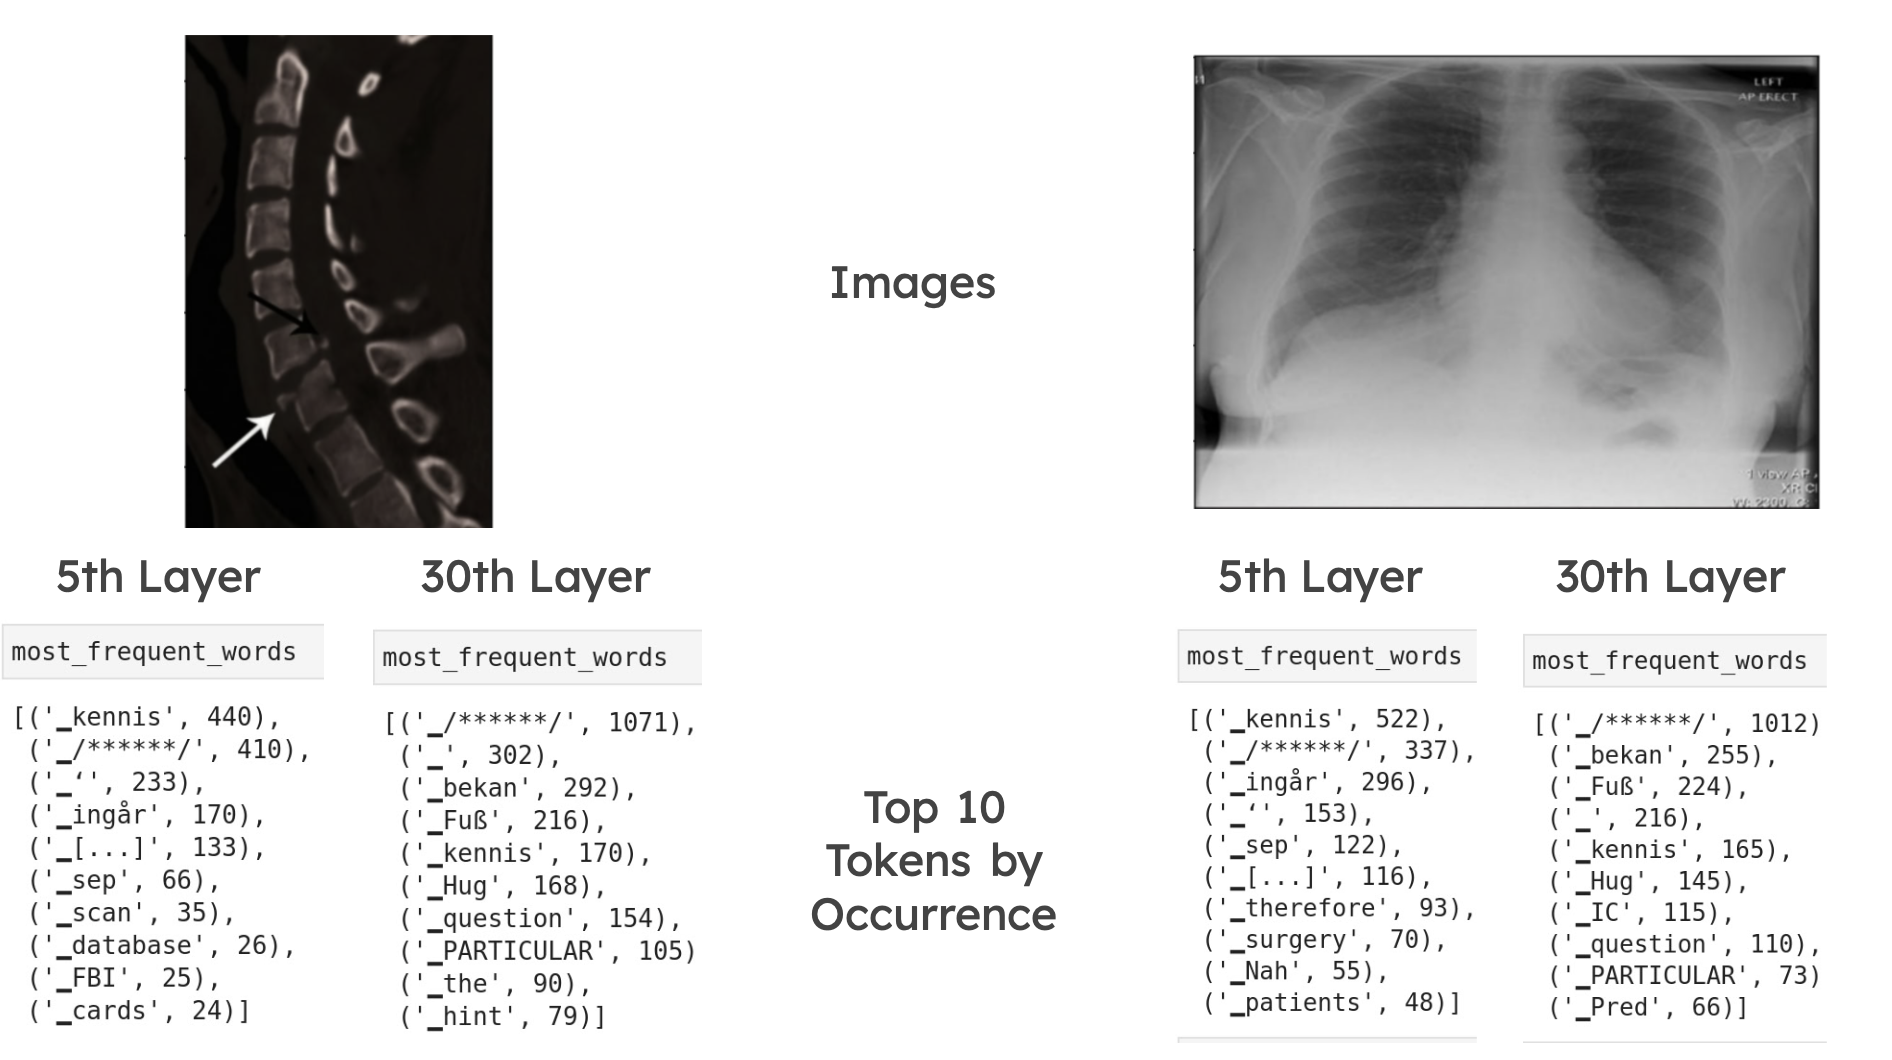 LEFT
AP ERECT
1 view AP
Images
5th Layer
30th Layer
5th Layer
30th Layer
most_frequent_words
[('_kennis', 440),
('_/******/', 410),
('_‘', 233),
('_ingår', 170),
('_[...]', 133),
('_sep', 66),
('_scan', 35),
('_database', 26),
('_FBI', 25),
('_cards', 24)]
most_frequent_words
[('_/******/', 1071),
('_', 302),
('_bekan', 292),
('_Fuß', 216),
('_kennis', 170),
('_Hug', 168),
('_question', 154),
('_PARTICULAR', 105)
('_the', 90),
('_hint', 79)]
Top 10
Tokens by
Occurrence
most_frequent_words
[('_kennis', 522),
('_/******/', 337),
('_ingår', 296),
('_‘', 153),
('_sep', 122),
('_[...]', 116),
('_therefore', 93),
('_surgery', 70),
('_Nah', 55),
('_patients', 48)]
most_frequent_words
[('_/******/', 1012)
('_bekan', 255),
('_Fuß', 224),
('_', 216),
('_kennis', 165),
('_Hug', 145),
('_IC', 115),
('_question', 110),
('_PARTICULAR', 73)
('_Pred', 66)]